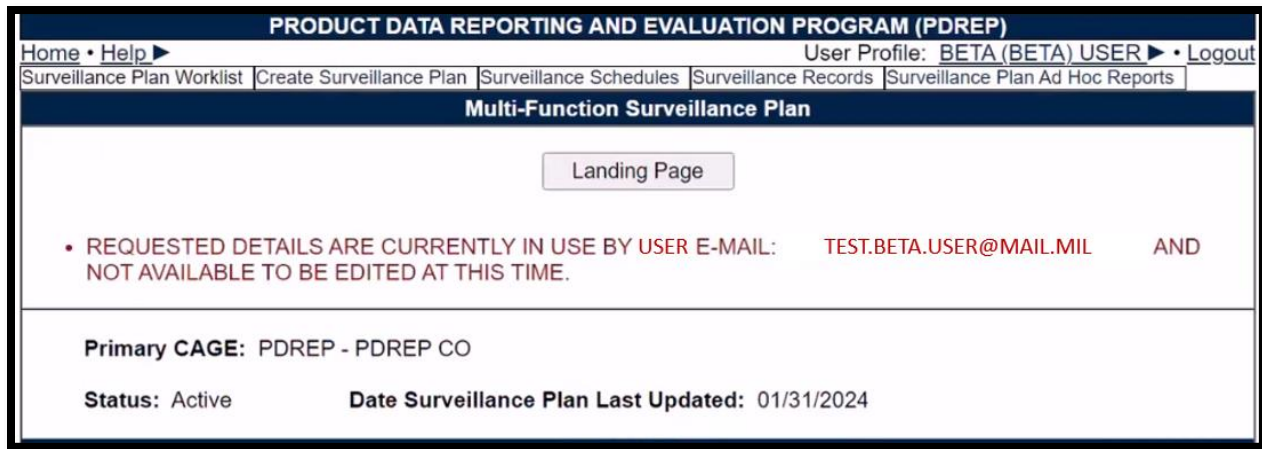 PRODUCT DATA REPORTING AND EVALUATION PROGRAM (PDREP)
Home • Help ▶ User Profile: BETA (BETA) USER ▶ • Logout
Surveillance Plan Worklist Create Surveillance Plan Surveillance Schedules Surveillance Records Surveillance Plan Ad Hoc Reports
Multi-Function Surveillance Plan
Landing Page
• REQUESTED DETAILS ARE CURRENTLY IN USE BY USER E-MAIL: TEST.BETA.USER@MAIL.MIL AND
NOT AVAILABLE TO BE EDITED AT THIS TIME.
Primary CAGE: PDREP - PDREP CO
Status: Active Date Surveillance Plan Last Updated: 01/31/2024